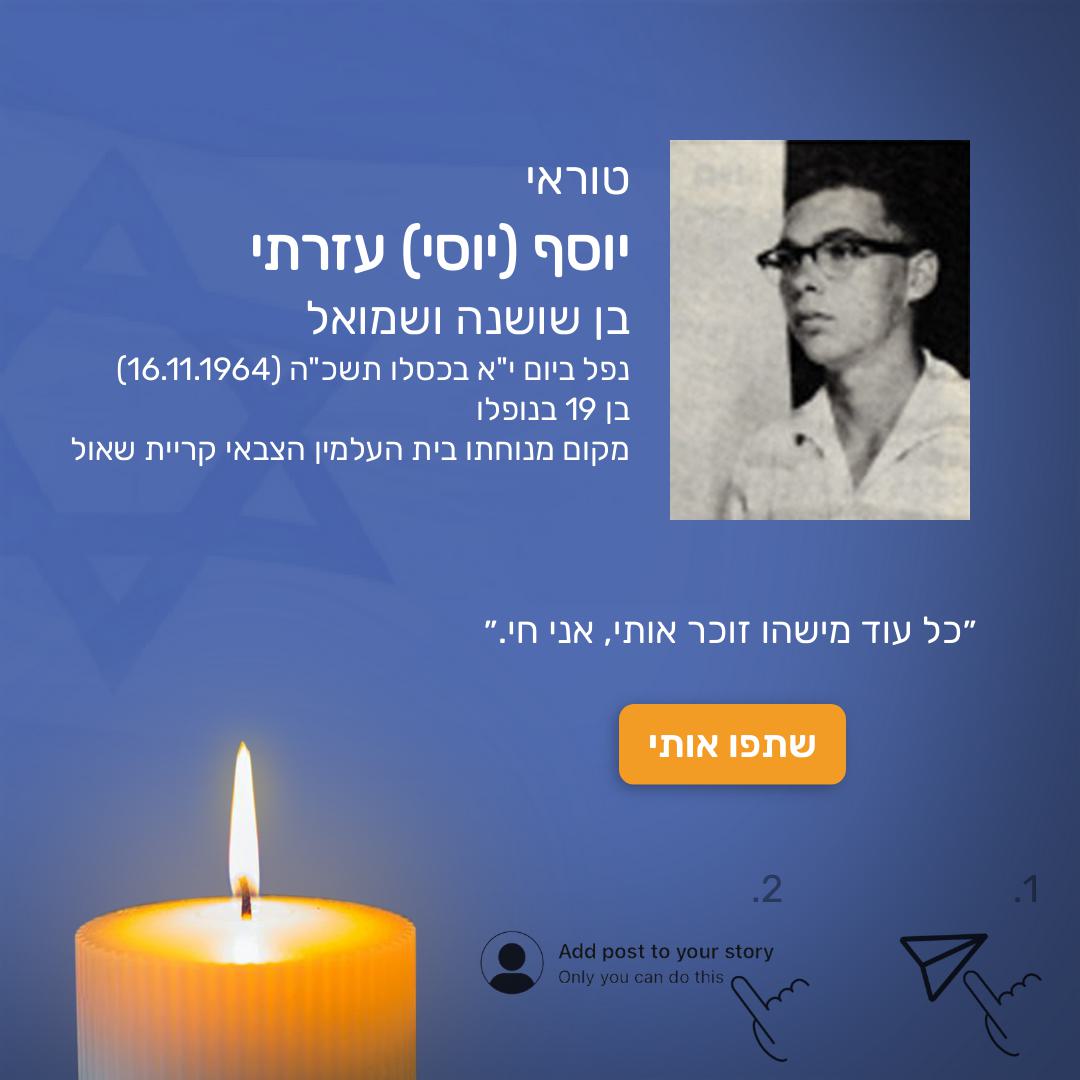 טוראי
יוסף (יוסי) עזרתי
בן שושנה ושמואל
נפל ביום י"א בכסלו תשכ"ה (16.11.1964)
בן 19 בנופלו
מקום מנוחתו בית העלמין הצבאי קריית שאול
״כל עוד מישהו זוכר אותי, אני חי.״
שתפו אותי
1.
2.
Add post to your story
Only you can do this